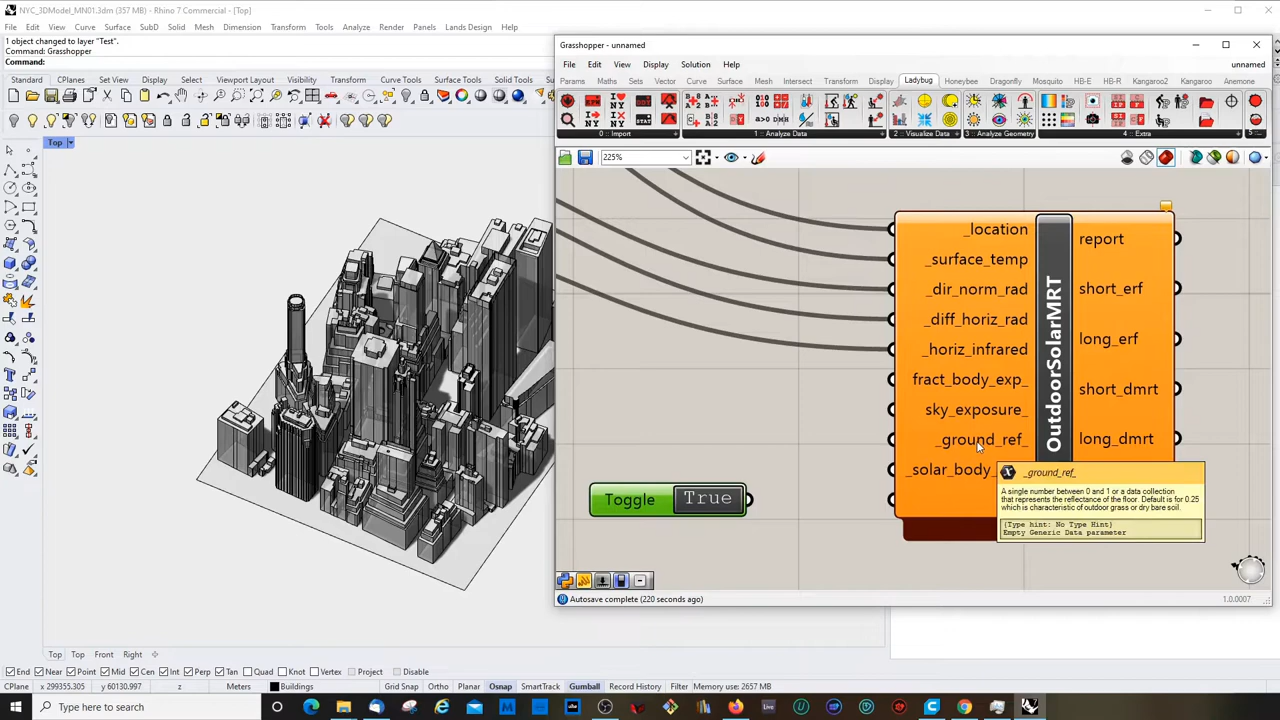 NYC_3DModel_MN01.3dm (357 MB) - Rhino 7 Commercial - [Top]
File Edit View Curve Surface SubD Solid Mesh Dimension Transform Tools Analyze Render Panels Lands Design Help
1 object changed to layer "Test".
Command: Grasshopper
Command:
Standard CPlanes Set View Display Select Viewport Layout Visibility Transform Curve Tools Surface Tools Solid Tools
Top
Grasshopper - unnamed
File Edit View Display Solution Help
unnamed
Params Maths Sets Vector Curve Surface Mesh Intersect Transform Display Ladybug Honeybee Dragonfly Mosquito HB-E HB-R Kangaroo2 Kangaroo Anemone
0 :: Import
1 :: Analyze Data
2 :: Visualize Data
3 :: Analyze Geometry
4 :: Extra
5 ::
225%
_location
_surface_temp
_dir_norm_rad
_diff_horiz_rad
_horiz_infrared
fract_body_exp_
sky_exposure_
_ground_ref_
_solar_body_
OutdoorSolarMRT
report
short_erf
long_erf
short_dmrt
long_dmrt
Toggle True
_ground_ref_
A single number between 0 and 1 or a data collection
that represents the reflectance of the floor. Default is for 0.25
which is characteristic of outdoor grass or dry bare soil.
(Type hint: No Type Hint)
Empty Generic Data parameter
Autosave complete (220 seconds ago)
1.0.0007
Top Top Front Right
End Near Point Mid Cen Int Perp Tan Quad Knot Vertex Project Disable
CPlane x 299355.305 y 60130.997 z Meters Buildings Grid Snap Ortho Planar Osnap SmartTrack Gumball Record History Filter Memory use: 2657 MB
Type here to search